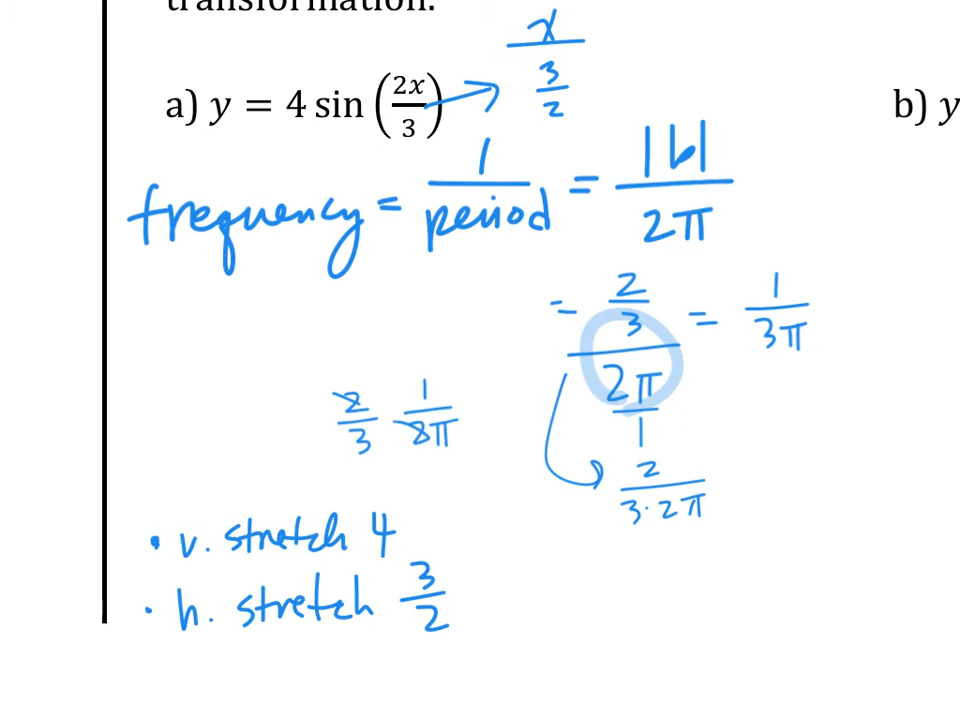 transformation.
a) y = 4 sin (2x/3) → x/(3/2)
b) y
frequency = 1/period = |b|/2π
= (2/3)/(2π/1) = 1/3π
2/3 1/2π
2/(3·2π)
• v. stretch 4
• h. stretch 3/2